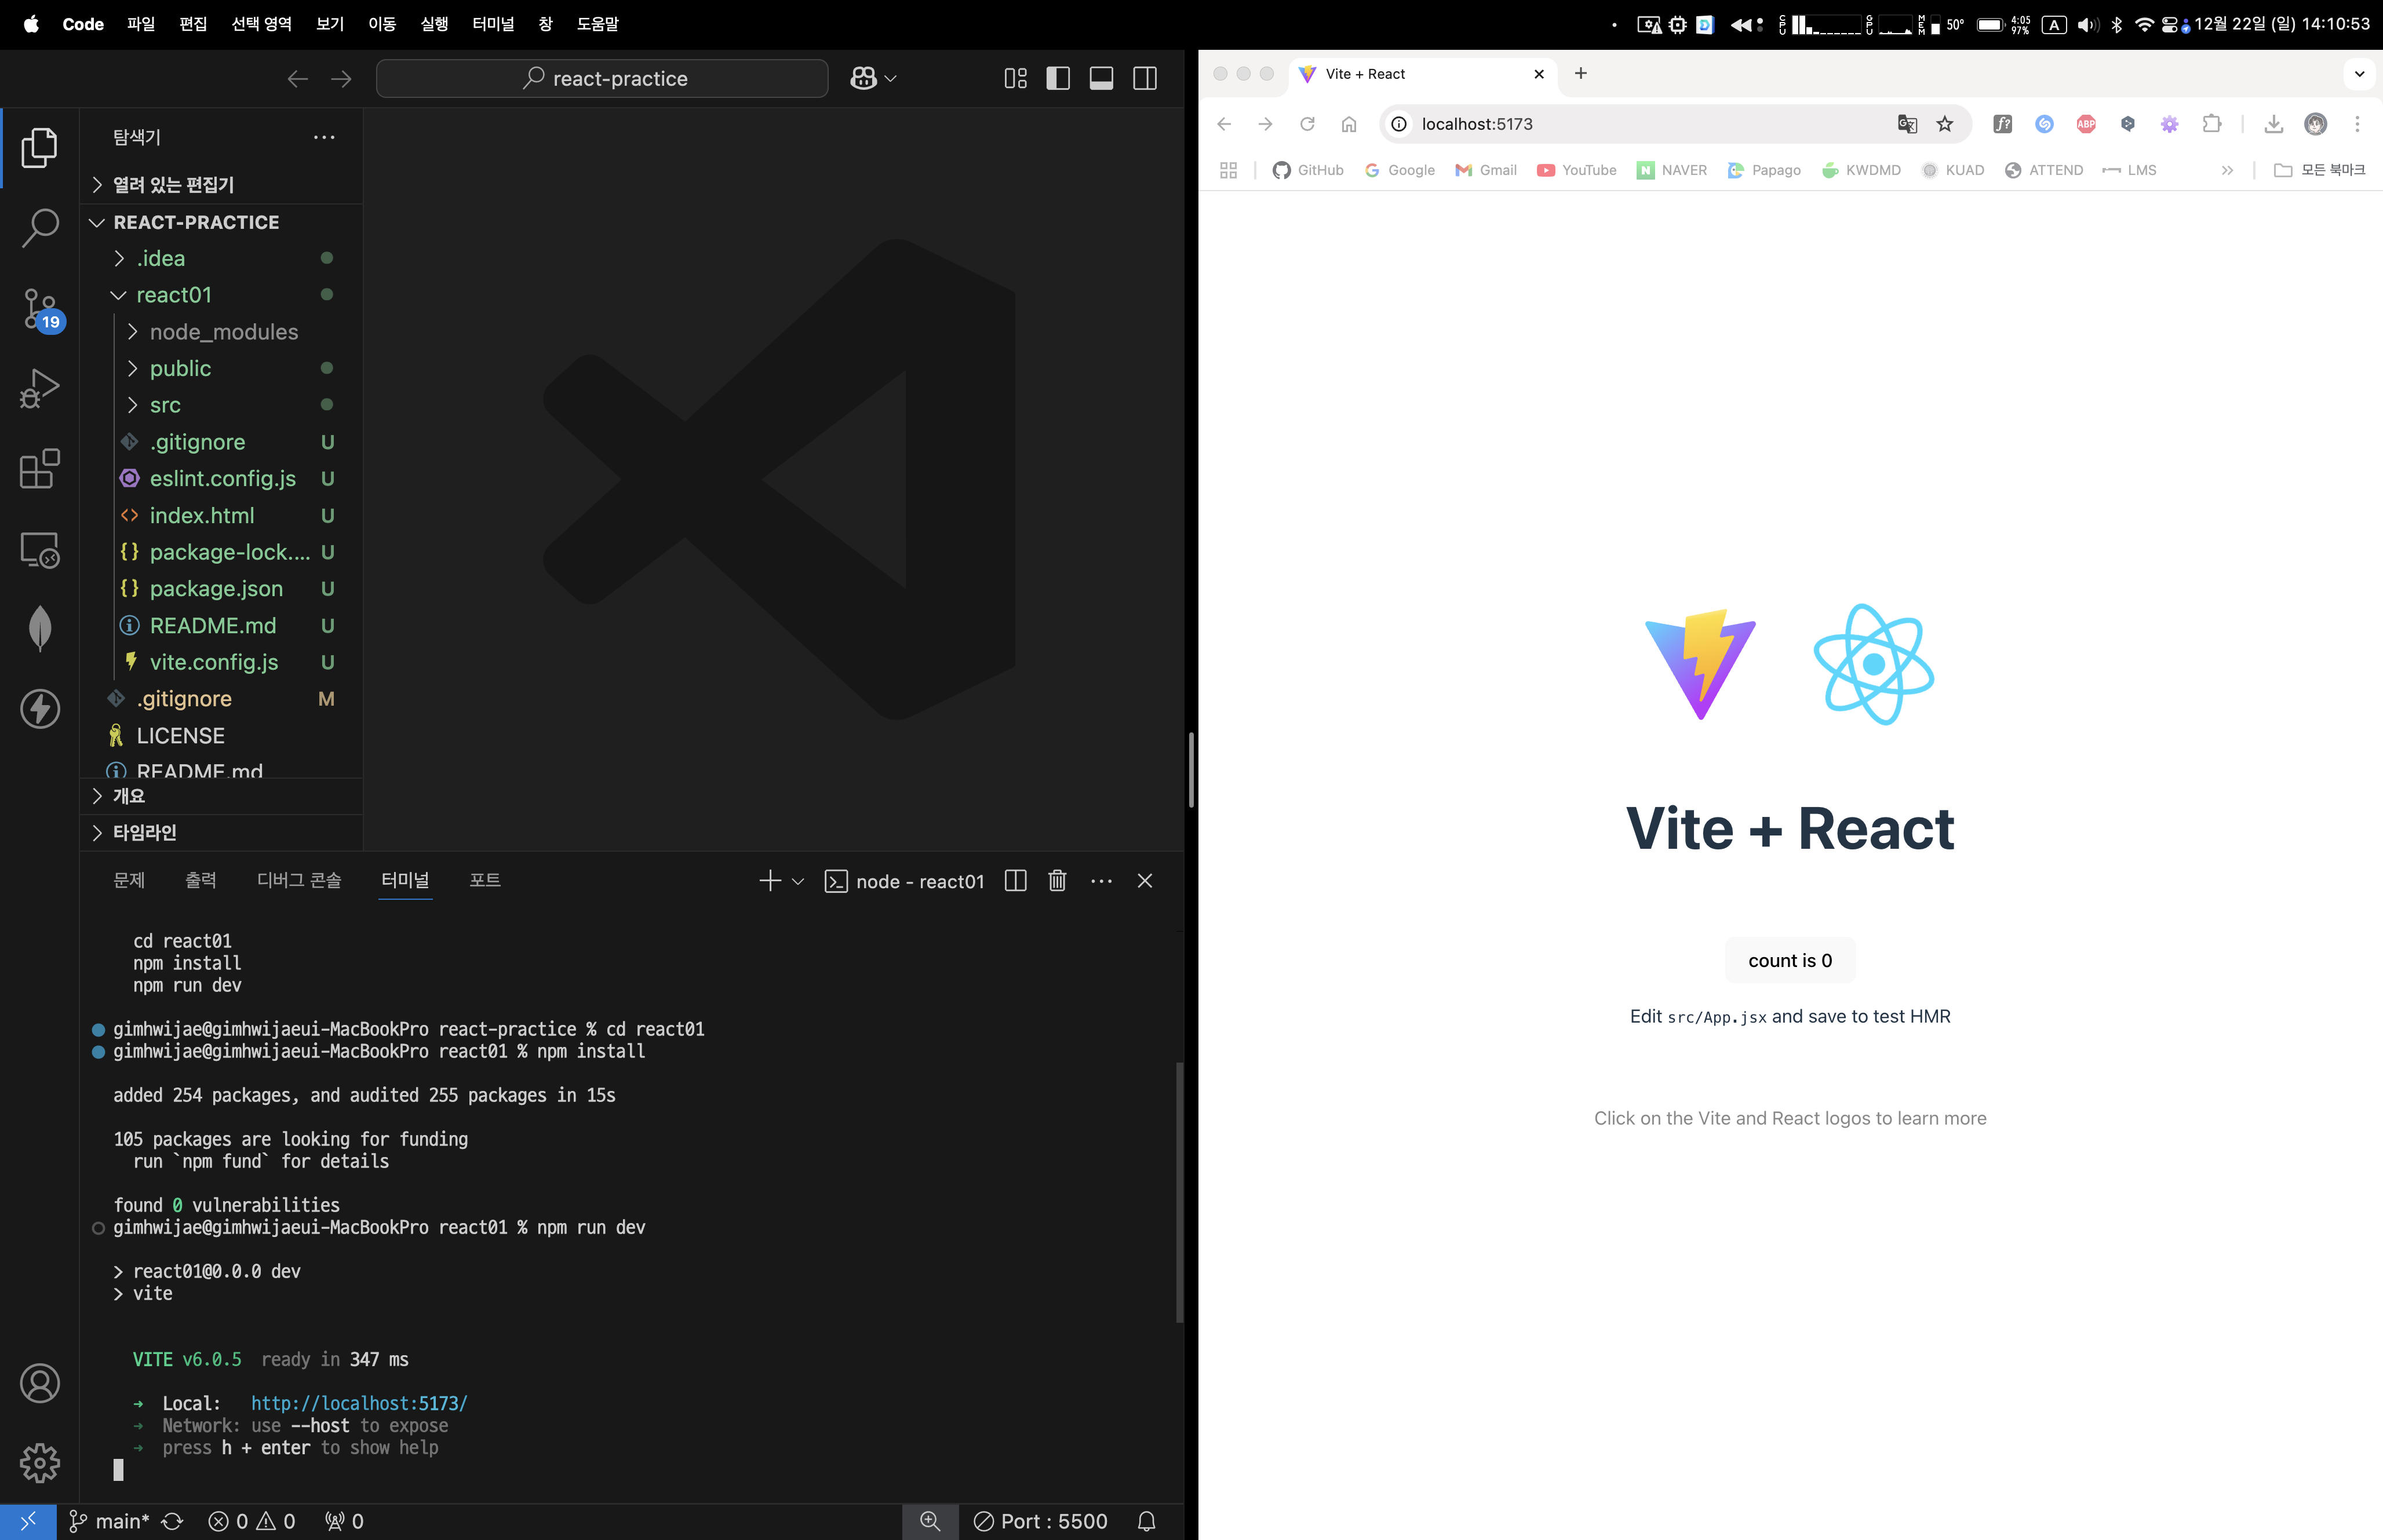 Code 파일 편집 선택 영역 보기 이동 실행 터미널 창 도움말
CPU GPU MEM 50° 4:05 97% A 12월 22일 (일) 14:10:53
react-practice
탐색기
열려 있는 편집기
REACT-PRACTICE
.idea
react01
node_modules
public
src
.gitignore U
eslint.config.js U
index.html U
package-lock.... U
package.json U
README.md U
vite.config.js U
.gitignore M
LICENSE
README.md
개요
타임라인
19
문제 출력 디버그 콘솔 터미널 포트
node - react01
cd react01
npm install
npm run dev
gimhwijae@gimhwijaeui-MacBookPro react-practice % cd react01
gimhwijae@gimhwijaeui-MacBookPro react01 % npm install
added 254 packages, and audited 255 packages in 15s
105 packages are looking for funding
run `npm fund` for details
found 0 vulnerabilities
gimhwijae@gimhwijaeui-MacBookPro react01 % npm run dev
> react01@0.0.0 dev
> vite
VITE v6.0.5 ready in 347 ms
➜ Local: http://localhost:5173/
➜ Network: use --host to expose
➜ press h + enter to show help
main* 0 0 0 Port : 5500
Vite + React
localhost:5173
f? ABP
GitHub Google Gmail YouTube N NAVER Papago KWDMD KUAD ATTEND LMS » 모든 북마크
Vite + React
count is 0
Edit src/App.jsx and save to test HMR
Click on the Vite and React logos to learn more